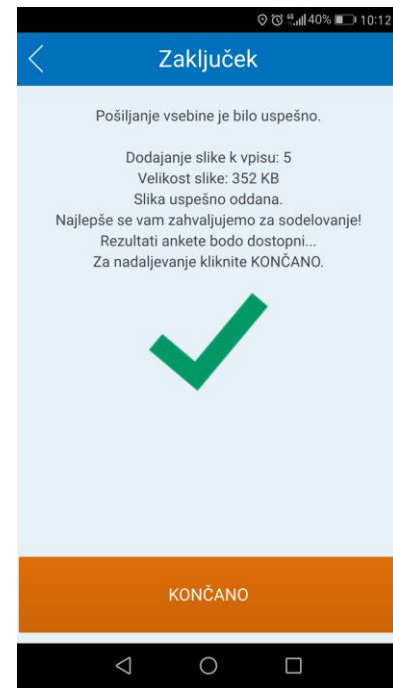 40% 10:12
Zaključek
Pošiljanje vsebine je bilo uspešno.
Dodajanje slike k vpisu: 5
Velikost slike: 352 KB
Slika uspešno oddana.
Najlepše se vam zahvaljujemo za sodelovanje!
Rezultati ankete bodo dostopni...
Za nadaljevanje kliknite KONČANO.
KONČANO